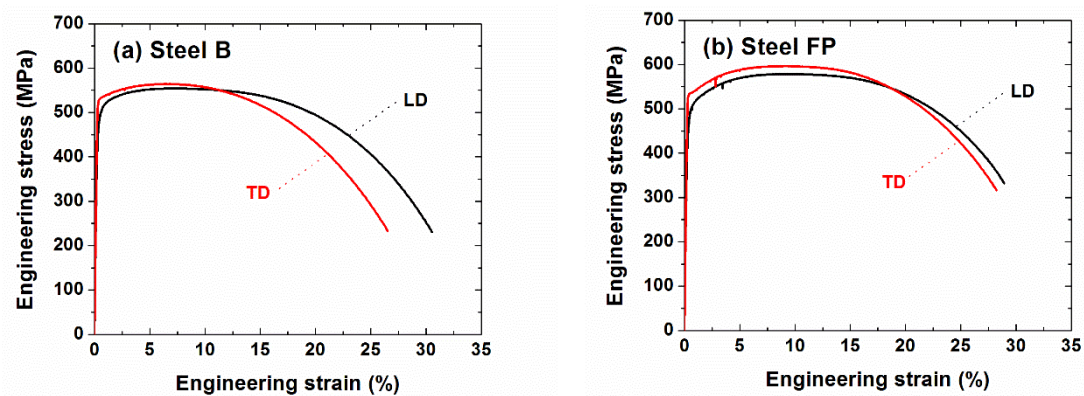 (a) Steel B
Engineering stress (MPa)
700
600
500
400
300
200
100
0
LD
TD
0 5 10 15 20 25 30 35
Engineering strain (%)
(b) Steel FP
Engineering stress (MPa)
700
600
500
400
300
200
100
0
LD
TD
0 5 10 15 20 25 30 35
Engineering strain (%)